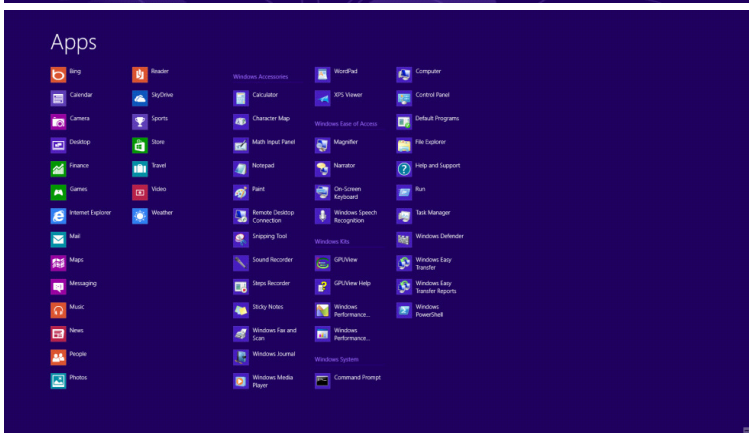 Apps
Bing
Calendar
Camera
Desktop
Finance
Games
Internet Explorer
Mail
Maps
Messaging
Music
News
People
Photos
Reader
SkyDrive
Sports
Store
Travel
Video
Weather
Windows Accessories
Calculator
Character Map
Math Input Panel
Notepad
Paint
Remote Desktop
Connection
Snipping Tool
Sound Recorder
Steps Recorder
Sticky Notes
Windows Fax and
Scan
Windows Journal
Windows Media
Player
WordPad
XPS Viewer
Windows Ease of Access
Magnifier
Narrator
On-Screen
Keyboard
Windows Speech
Recognition
Windows Kits
GPUView
GPUView Help
Windows
Performance...
Windows
Performance...
Windows System
Command Prompt
Computer
Control Panel
Default Programs
File Explorer
Help and Support
Run
Task Manager
Windows Defender
Windows Easy
Transfer
Windows Easy
Transfer Reports
Windows
PowerShell